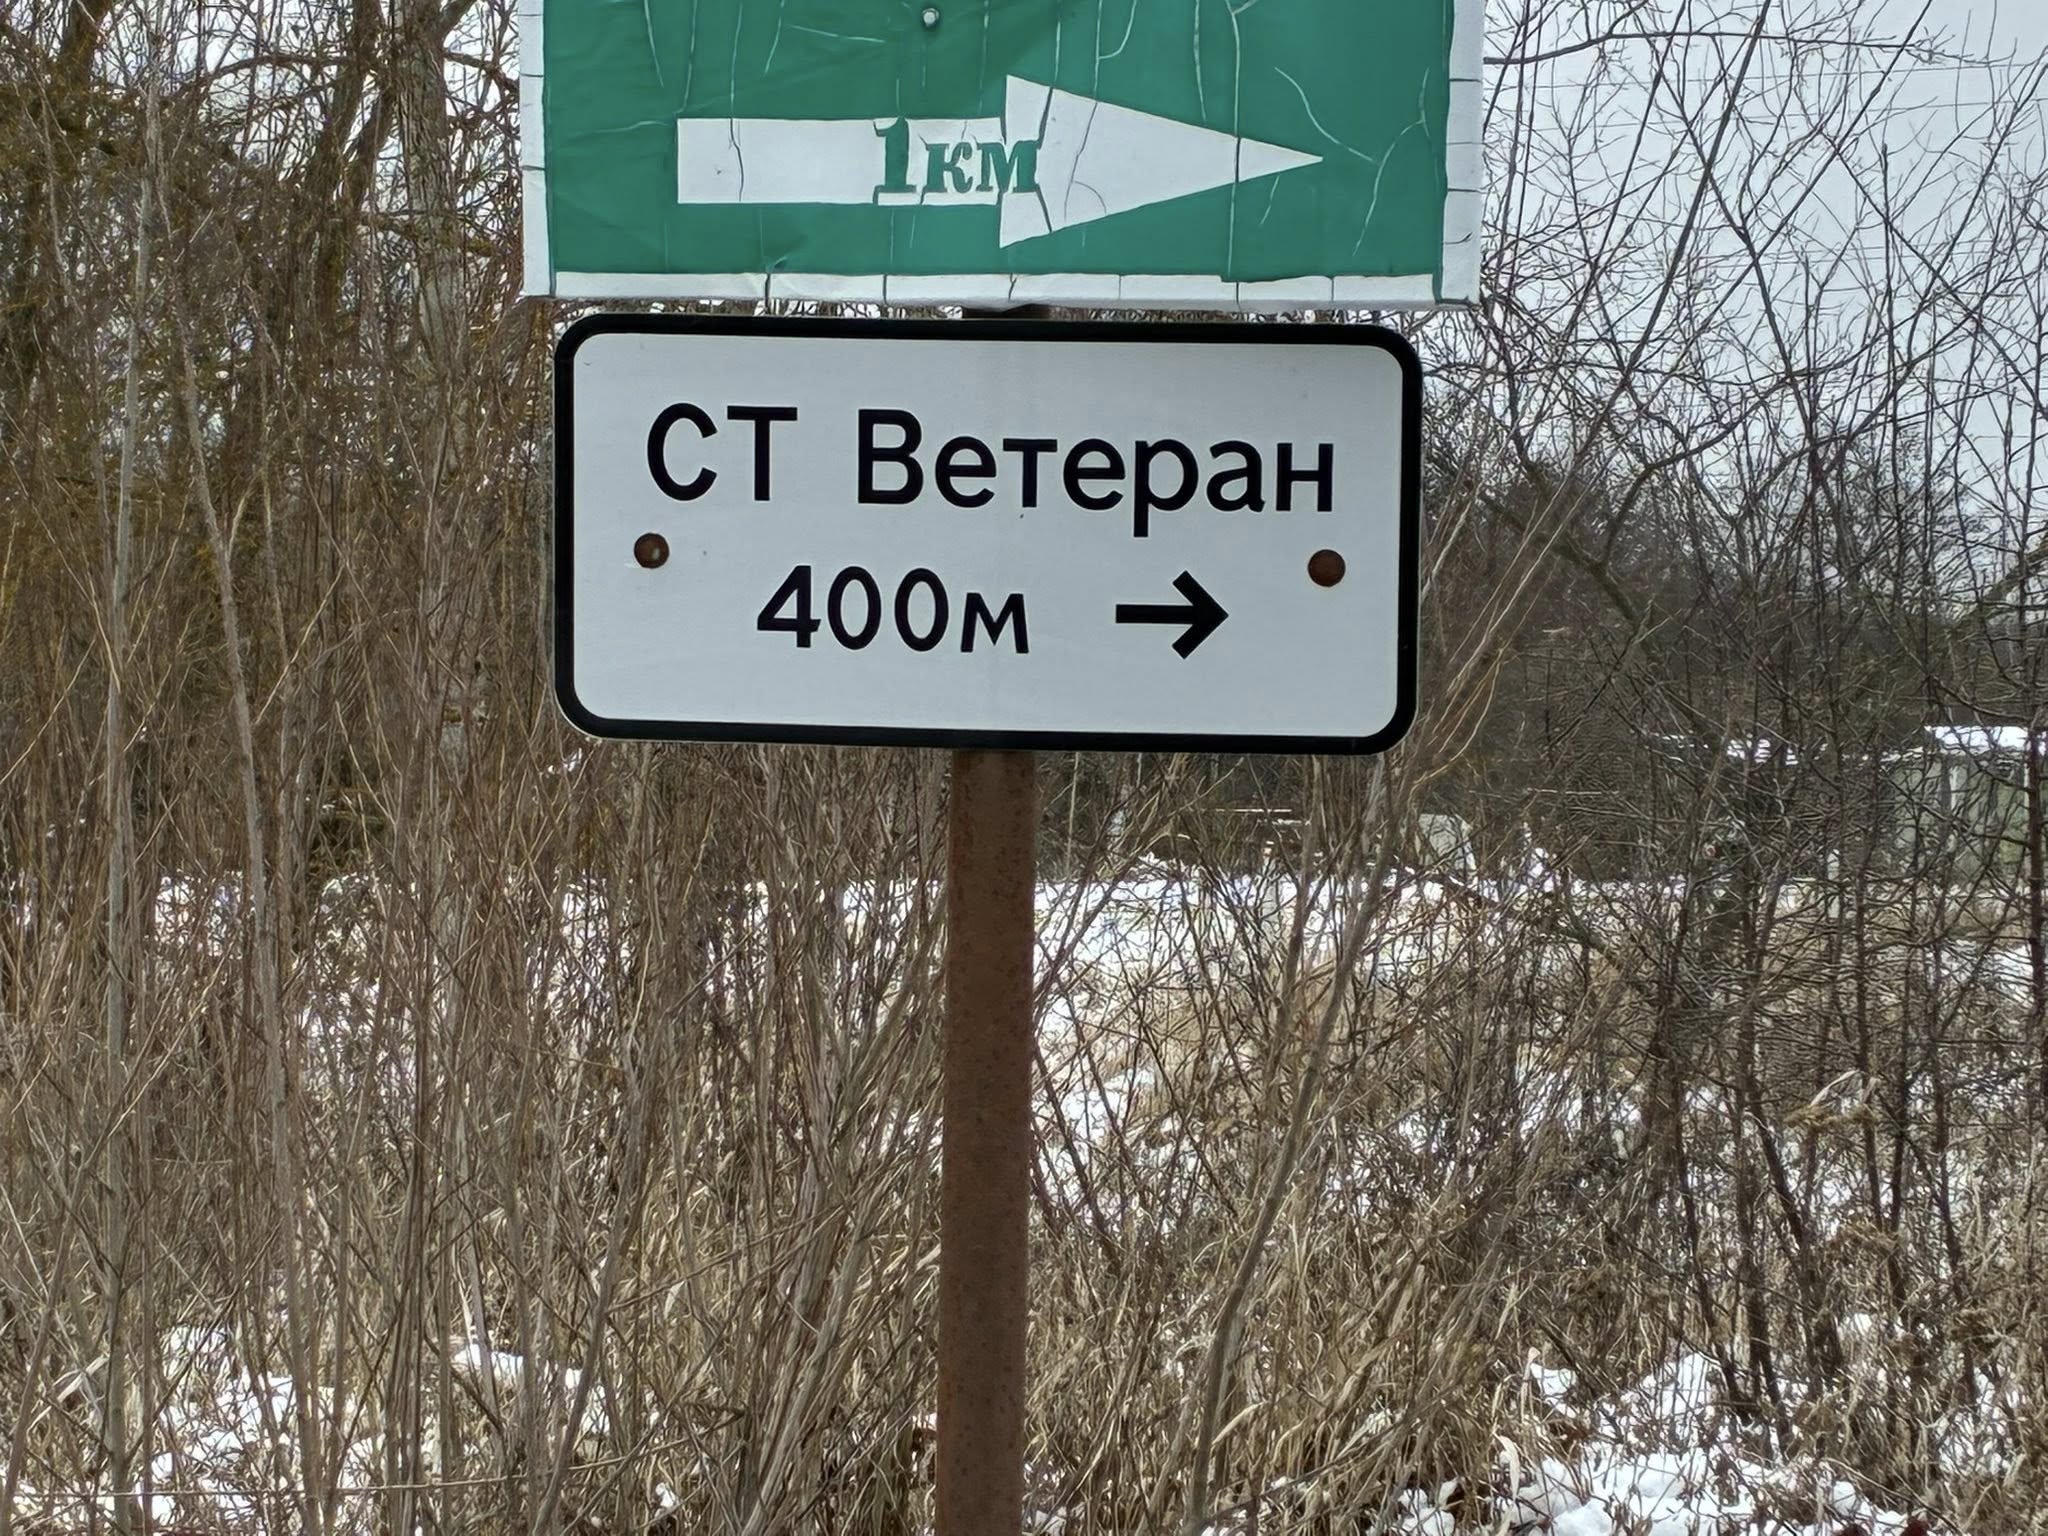 1км
СТ Ветеран
400м →